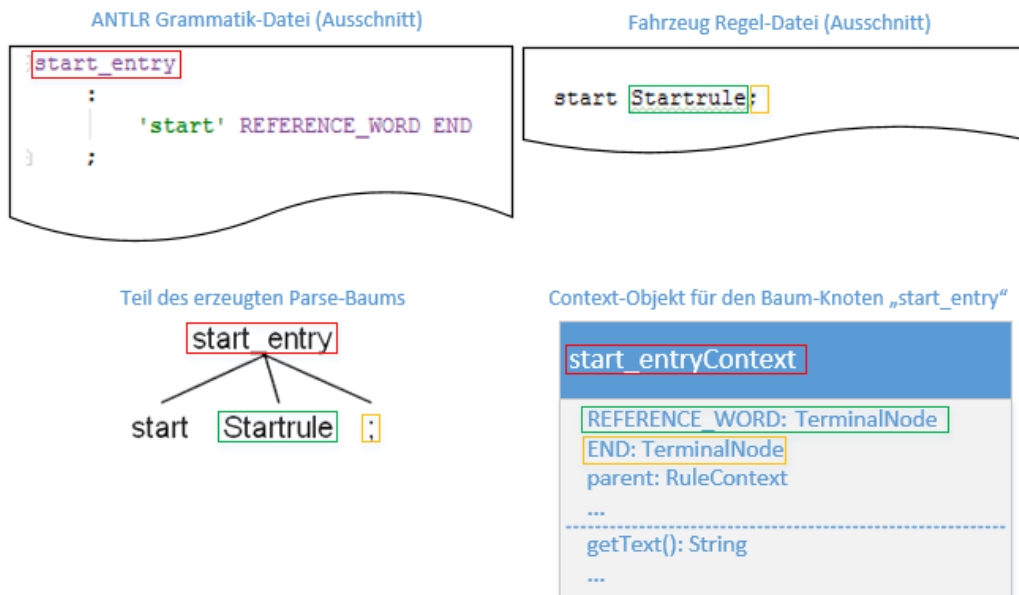 ANTLR Grammatik-Datei (Ausschnitt)
start_entry
:
'start' REFERENCE_WORD END
;
Fahrzeug Regel-Datei (Ausschnitt)
start Startrule;
Teil des erzeugten Parse-Baums
start_entry
start Startrule ;
Context-Objekt für den Baum-Knoten „start_entry“
start_entryContext
REFERENCE_WORD: TerminalNode
END: TerminalNode
parent: RuleContext
...
getText(): String
...